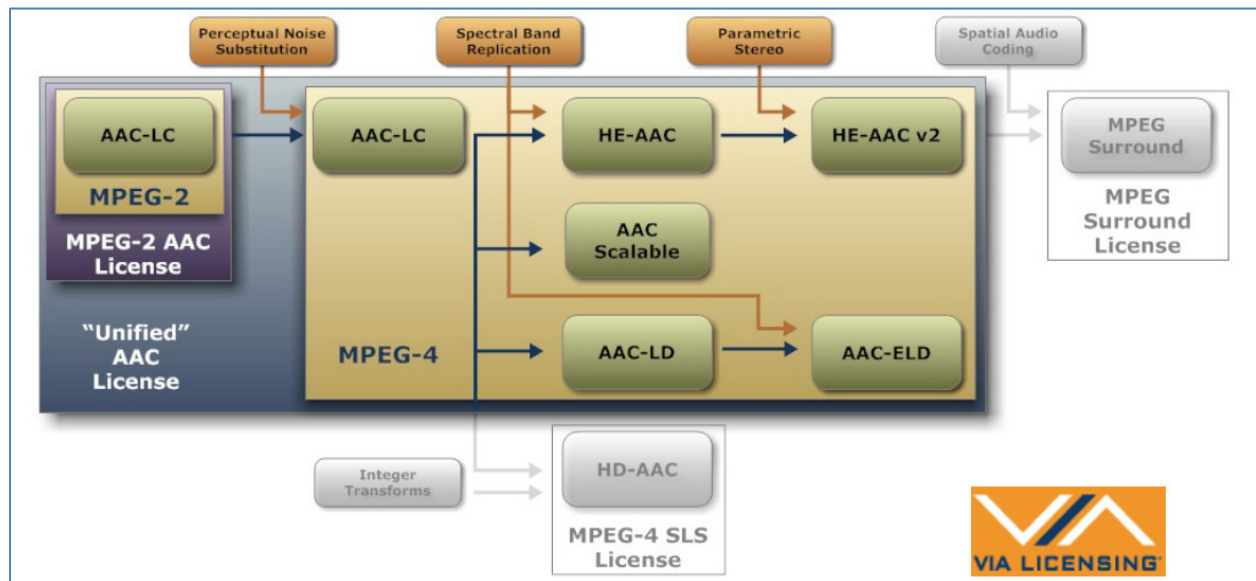 Perceptual Noise
Substitution
Spectral Band
Replication
Parametric
Stereo
Spatial Audio
Coding
AAC-LC
MPEG-2
MPEG-2 AAC
License
“Unified”
AAC
License
AAC-LC
MPEG-4
HE-AAC
HE-AAC v2
AAC
Scalable
AAC-LD
AAC-ELD
MPEG
Surround
MPEG
Surround
License
Integer
Transforms
HD-AAC
MPEG-4 SLS
License
VIA LICENSING